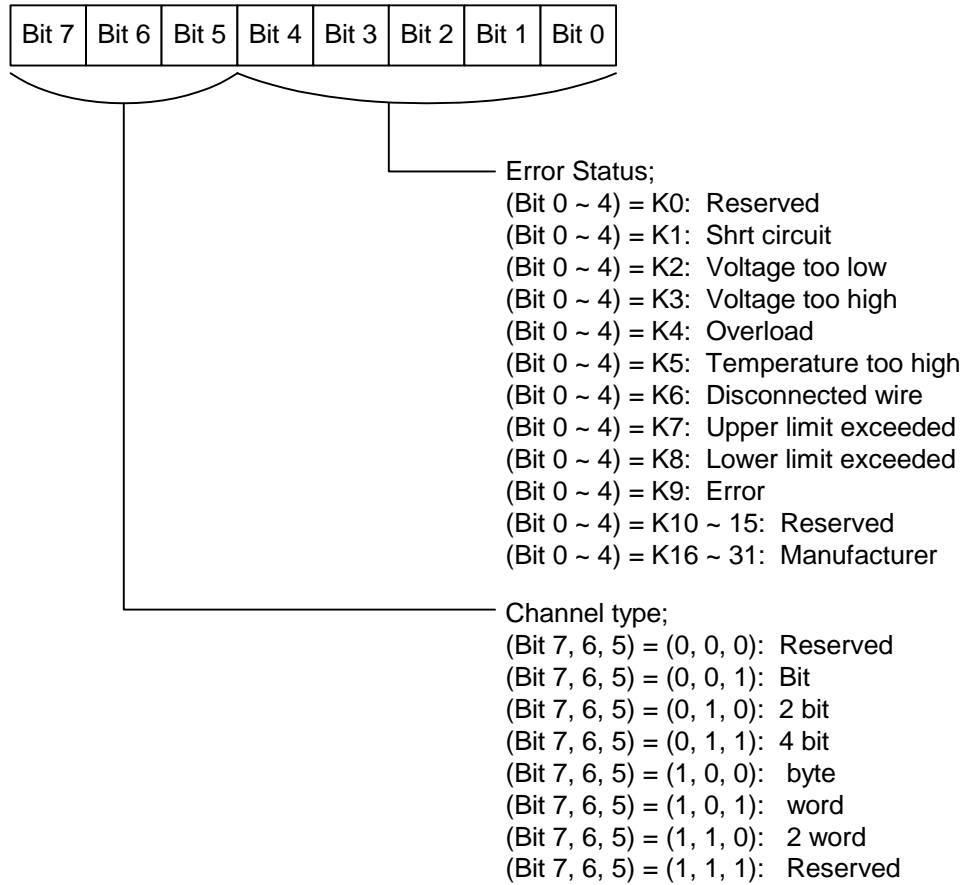 Bit 7 Bit 6 Bit 5 Bit 4 Bit 3 Bit 2 Bit 1 Bit 0
Error Status;
(Bit 0 ~ 4) = K0: Reserved
(Bit 0 ~ 4) = K1: Shrt circuit
(Bit 0 ~ 4) = K2: Voltage too low
(Bit 0 ~ 4) = K3: Voltage too high
(Bit 0 ~ 4) = K4: Overload
(Bit 0 ~ 4) = K5: Temperature too high
(Bit 0 ~ 4) = K6: Disconnected wire
(Bit 0 ~ 4) = K7: Upper limit exceeded
(Bit 0 ~ 4) = K8: Lower limit exceeded
(Bit 0 ~ 4) = K9: Error
(Bit 0 ~ 4) = K10 ~ 15: Reserved
(Bit 0 ~ 4) = K16 ~ 31: Manufacturer
Channel type;
(Bit 7, 6, 5) = (0, 0, 0): Reserved
(Bit 7, 6, 5) = (0, 0, 1): Bit
(Bit 7, 6, 5) = (0, 1, 0): 2 bit
(Bit 7, 6, 5) = (0, 1, 1): 4 bit
(Bit 7, 6, 5) = (1, 0, 0): byte
(Bit 7, 6, 5) = (1, 0, 1): word
(Bit 7, 6, 5) = (1, 1, 0): 2 word
(Bit 7, 6, 5) = (1, 1, 1): Reserved